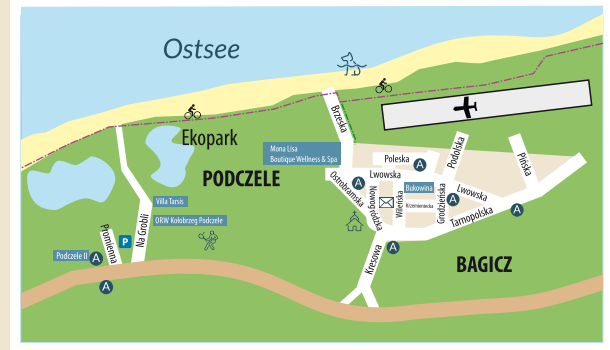 Ostsee
Ekopark
Brzeska
Mona Lisa
Boutique Wellness & Spa
Poleska
Podolska
Pińska
PODCZELE
Ostrobramska
A
Lwowska
Nowogródzka
Wileńska
Bukowina
Krzemieniecka
Grodzieńska
A
Lwowska
Tarnopolska
A
A
Villa Tarsis
ORW Kołobrzeg Podczele
Na Grobli
Promienna
P
Podczele II
A
A
Kresowa
A
BAGICZ